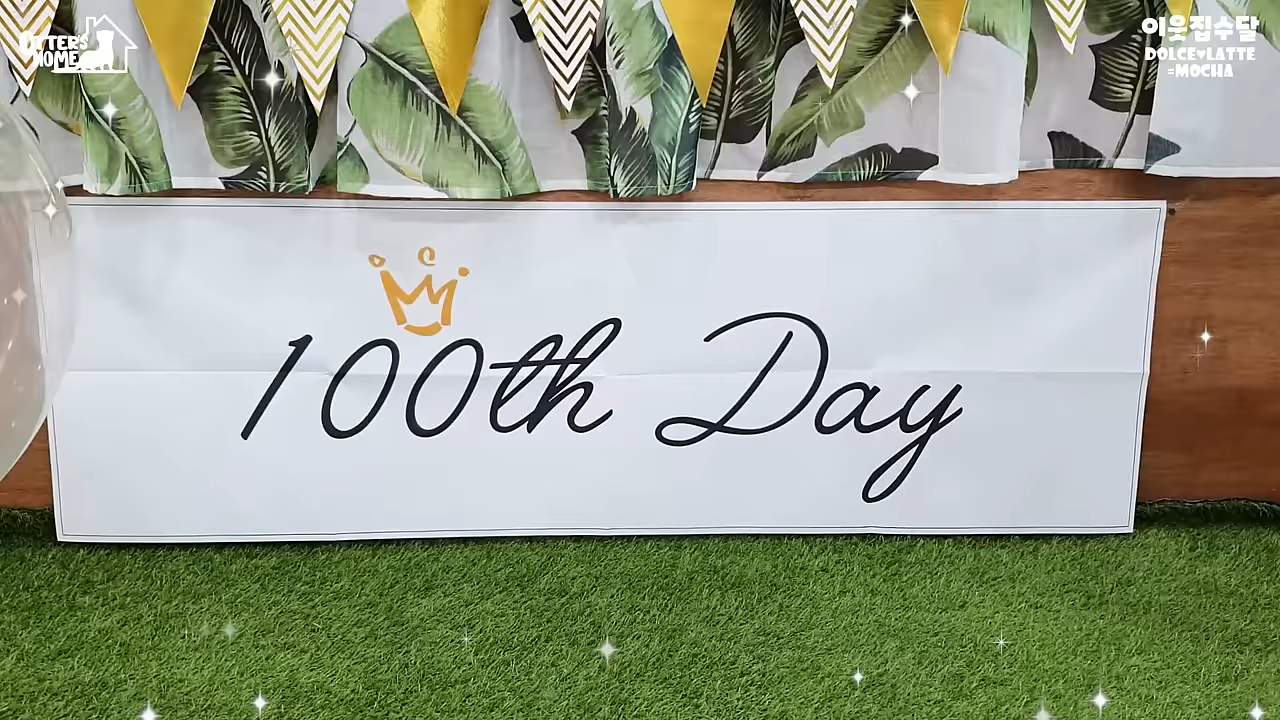 OTTER'S
HOME
이웃집수달
DOLCE♥LATTE
=MOCHA
100th Day